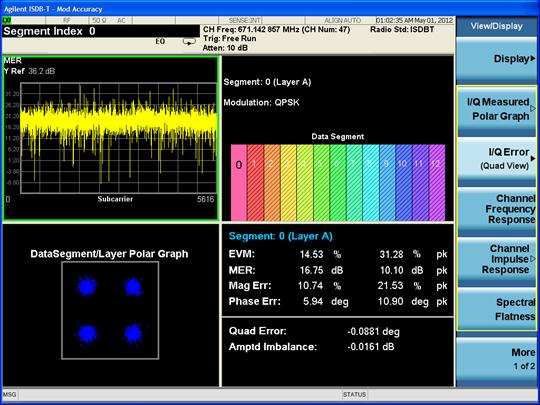 Agilent ISDB-T - Mod Accuracy
LXI
RF
50 Ω
AC
SENSE:INT
ALIGN AUTO
01:02:35 AM May 01, 2012
Segment Index 0
EQ
CH Freq: 671.142 857 MHz (CH Num: 47)
Radio Std: ISDBT
Trig: Free Run
Atten: 10 dB
View/Display
Display
I/Q Measured
Polar Graph
I/Q Error
(Quad View)
Channel
Frequency
Response
Channel
Impulse
Response
Spectral
Flatness
More
1 of 2
MER
Y Ref 36.2 dB
31.20
26.20
21.20
16.20
11.20
6.20
1.20
-3.80
-8.80
0
Subcarrier
5616
Segment: 0 (Layer A)
Modulation: QPSK
Data Segment
0 1 2 3 4 5 6 7 8 9 10 11 12
DataSegment/Layer Polar Graph
Segment: 0 (Layer A)
EVM: 14.53 % 31.28 % pk
MER: 16.75 dB 10.10 dB pk
Mag Err: 10.74 % 21.53 % pk
Phase Err: 5.94 deg 10.90 deg pk
Quad Error: -0.0881 deg
Amptd Imbalance: -0.0161 dB
MSG
STATUS